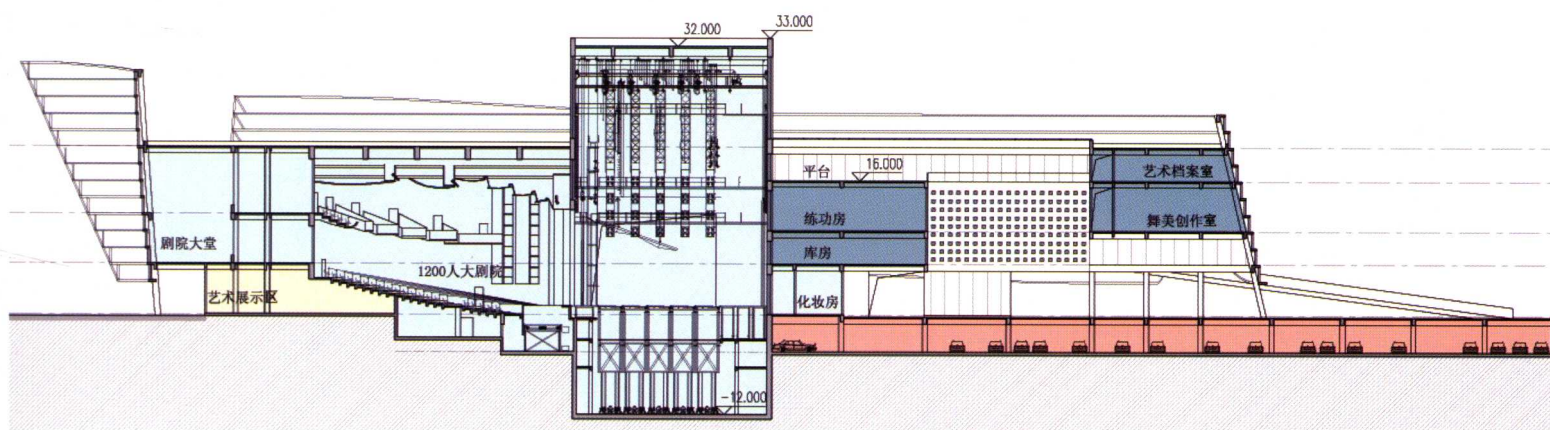 33.000
32.000
平台
16.000
艺术档案室
练功房
舞美创作室
剧院大堂
库房
1200人大剧院
艺术展示区
化妆房
-12.000